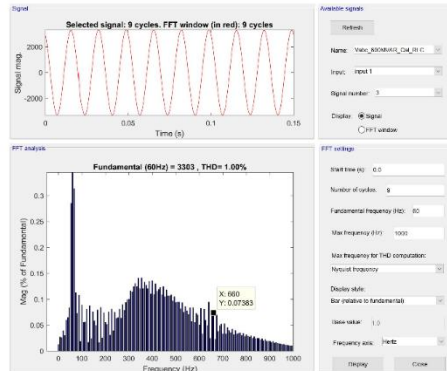 Signal
Selected signal: 9 cycles. FFT window (in red): 9 cycles
Signal mag.
2000
0
-2000
0
0.05
0.1
0.15
Time (s)
FFT analysis
Fundamental (60Hz) = 3303 , THD= 1.00%
Mag (% of Fundamental)
0.3
0.25
0.2
0.15
0.1
0.05
0
X: 660
Y: 0.07383
0 100 200 300 400 500 600 700 800 900 1000
Frequency (Hz)
Available signals
Refresh
Name:
Input:
input 1
Signal number:
3
Display:
Signal
FFT window
FFT settings
Start time (s):
0.0
Number of cycles:
9
Fundamental frequency (Hz):
60
Max frequency (Hz):
1000
Max frequency for THD computation:
Nyquist frequency
Display style:
Bar (relative to fundamental)
Base value:
1.0
Frequency axis:
Hertz
Display
Close